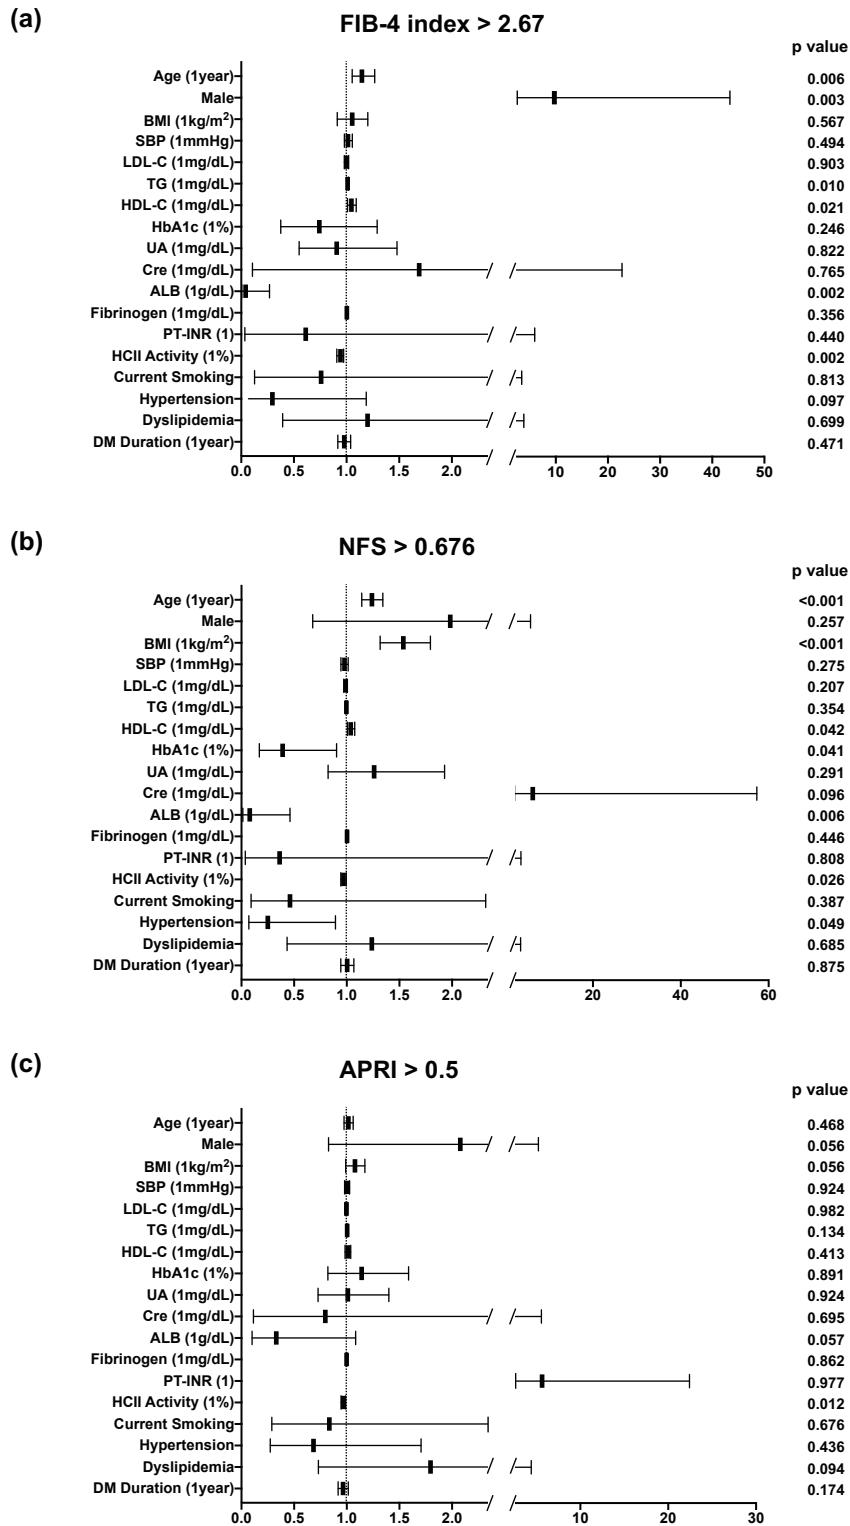 (a)
FIB-4 index > 2.67
p value
Age (1year) 0.006
Male 0.003
BMI (1kg/m²) 0.567
SBP (1mmHg) 0.494
LDL-C (1mg/dL) 0.903
TG (1mg/dL) 0.010
HDL-C (1mg/dL) 0.021
HbA1c (1%) 0.246
UA (1mg/dL) 0.822
Cre (1mg/dL) 0.765
ALB (1g/dL) 0.002
Fibrinogen (1mg/dL) 0.356
PT-INR (1) 0.440
HCII Activity (1%) 0.002
Current Smoking 0.813
Hypertension 0.097
Dyslipidemia 0.699
DM Duration (1year) 0.471
0.0 0.5 1.0 1.5 2.0 10 20 30 40 50
(b)
NFS > 0.676
p value
Age (1year) <0.001
Male 0.257
BMI (1kg/m²) <0.001
SBP (1mmHg) 0.275
LDL-C (1mg/dL) 0.207
TG (1mg/dL) 0.354
HDL-C (1mg/dL) 0.042
HbA1c (1%) 0.041
UA (1mg/dL) 0.291
Cre (1mg/dL) 0.096
ALB (1g/dL) 0.006
Fibrinogen (1mg/dL) 0.446
PT-INR (1) 0.808
HCII Activity (1%) 0.026
Current Smoking 0.387
Hypertension 0.049
Dyslipidemia 0.685
DM Duration (1year) 0.875
0.0 0.5 1.0 1.5 2.0 20 40 60
(c)
APRI > 0.5
p value
Age (1year) 0.468
Male 0.056
BMI (1kg/m²) 0.056
SBP (1mmHg) 0.924
LDL-C (1mg/dL) 0.982
TG (1mg/dL) 0.134
HDL-C (1mg/dL) 0.413
HbA1c (1%) 0.891
UA (1mg/dL) 0.924
Cre (1mg/dL) 0.695
ALB (1g/dL) 0.057
Fibrinogen (1mg/dL) 0.862
PT-INR (1) 0.977
HCII Activity (1%) 0.012
Current Smoking 0.676
Hypertension 0.436
Dyslipidemia 0.094
DM Duration (1year) 0.174
0.0 0.5 1.0 1.5 2.0 10 20 30